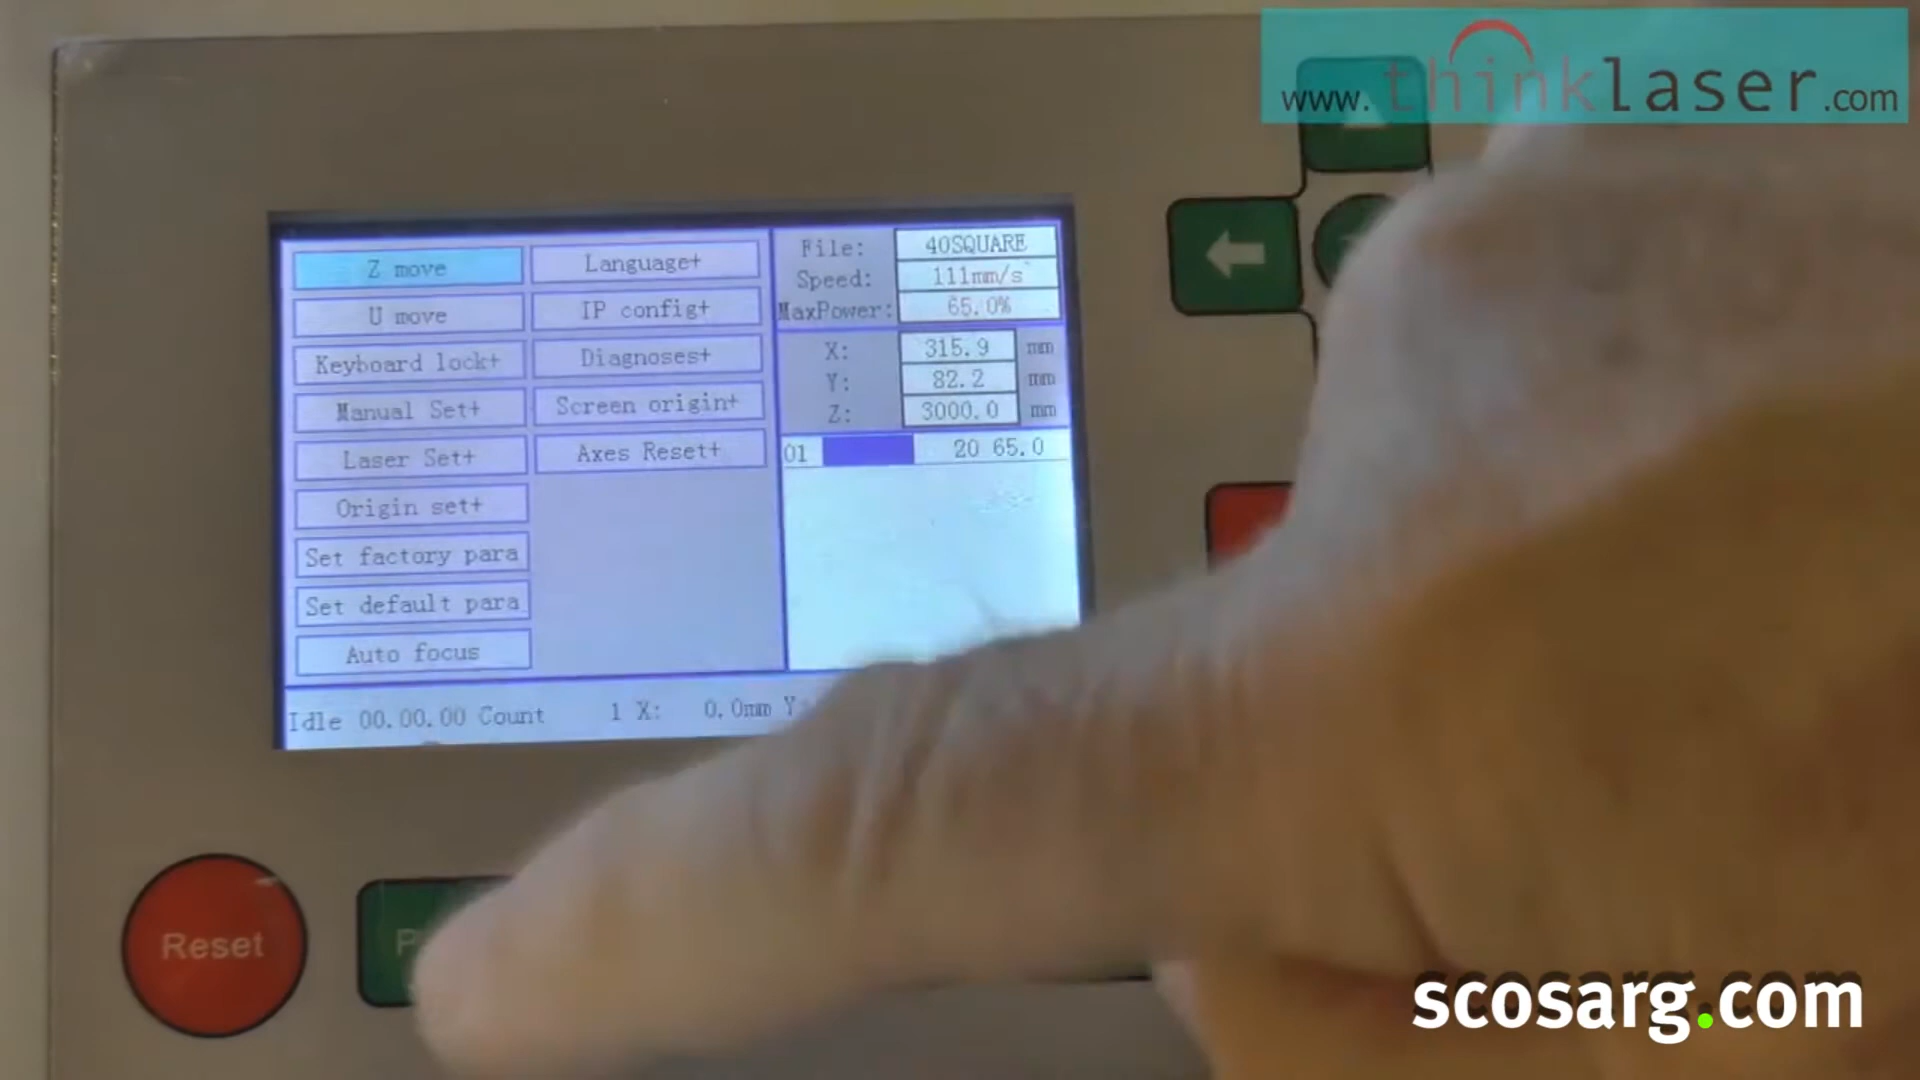 www.thinklaser.com
Z move
Language+
File: 40SQUARE
U move
IP config+
Speed: 111mm/s
MaxPower: 65.0%
Keyboard lock+
Diagnoses+
X: 315.9 mm
Manual Set+
Screen origin+
Y: 82.2 mm
Z: 3000.0 mm
Laser Set+
Axes Reset+
01 20 65.0
Origin set+
Set factory para
Set default para
Auto focus
Idle 00.00.00 Count 1 X: 0.0mm Y:
Reset
scosarg.com